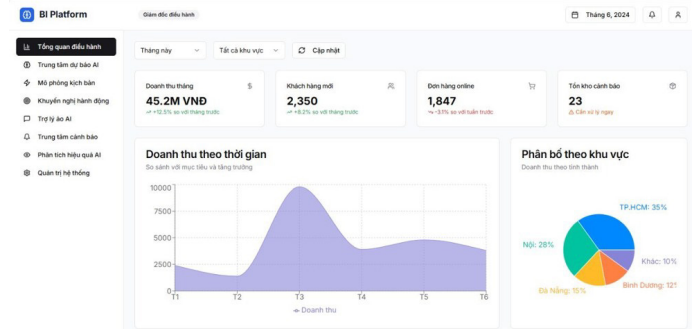 BI Platform
Giám đốc điều hành
Tháng 6, 2024
Tổng quan điều hành
Trung tâm dự báo AI
Mô phỏng kịch bản
Khuyến nghị hành động
Trợ lý ảo AI
Trung tâm cảnh báo
Phân tích hiệu quả AI
Quản trị hệ thống
Tháng này
Tất cả khu vực
Cập nhật
Doanh thu tháng
45.2M VNĐ
+12.5% so với tháng trước
Khách hàng mới
2,350
+8.2% so với tháng trước
Đơn hàng online
1,847
-3.1% so với tuần trước
Tồn kho cảnh báo
23
Cần xử lý ngay
Doanh thu theo thời gian
So sánh với mục tiêu và tăng trưởng
10000
7500
5000
2500
0
T1 T2 T3 T4 T5 T6
Doanh thu
Phân bố theo khu vực
Doanh thu theo tỉnh thành
TP.HCM: 35%
Nội: 28%
Khác: 10%
Đà Nẵng: 15%
Bình Dương: 12